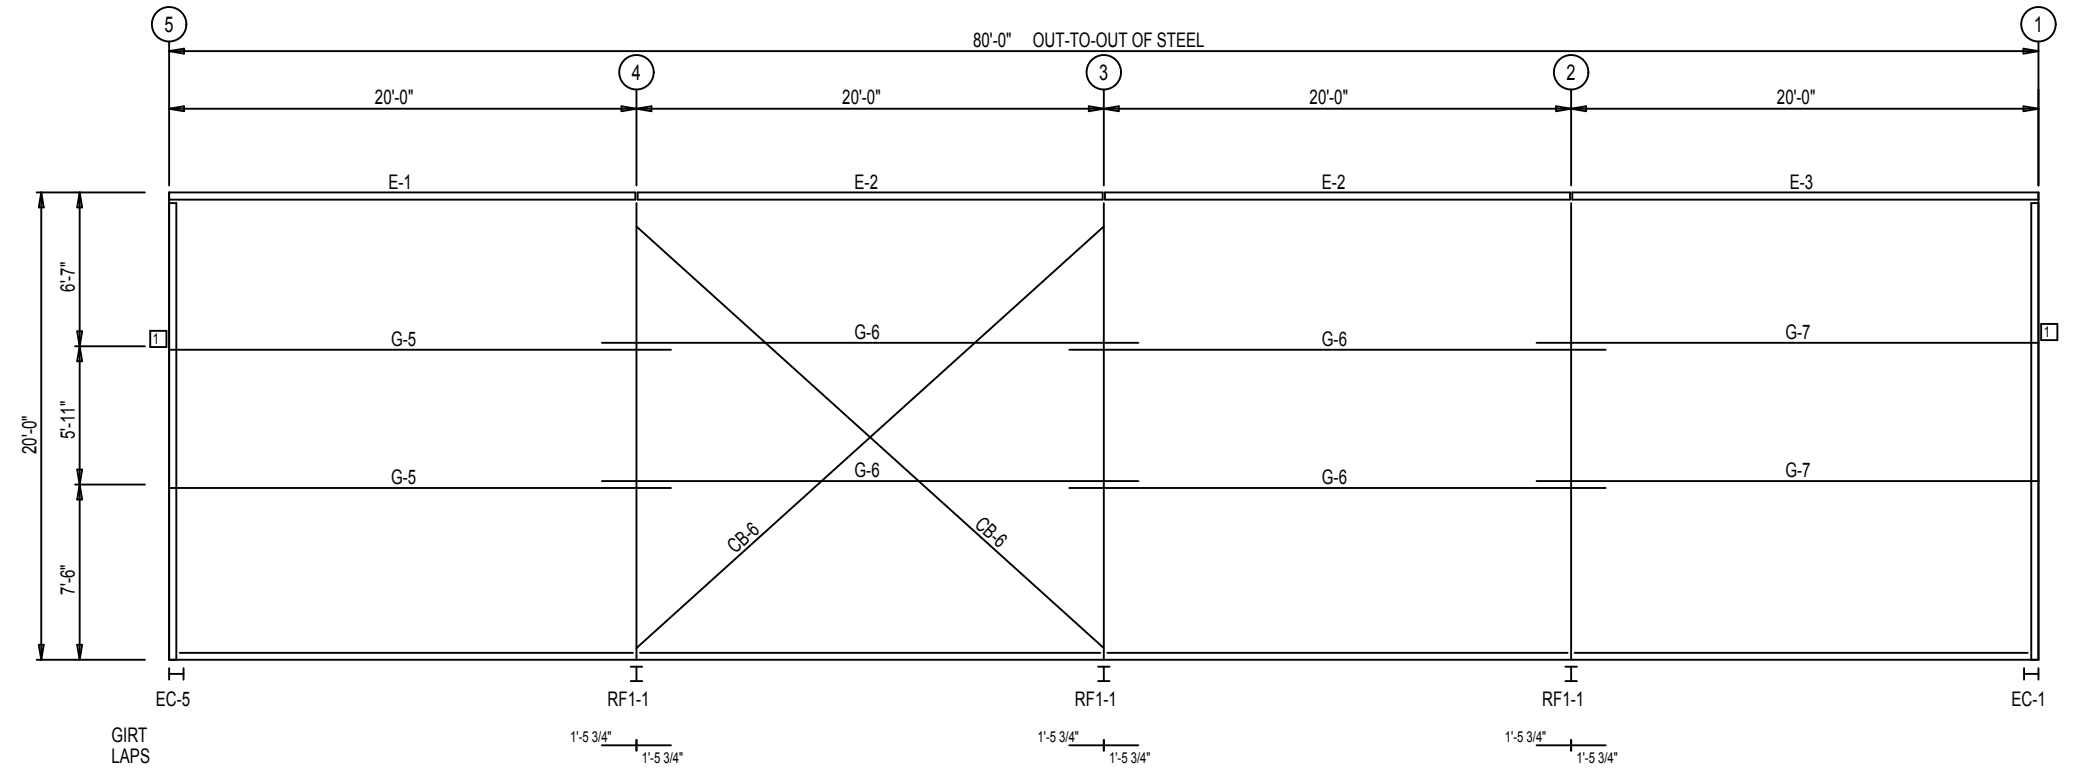 5
1
80'-0" OUT-TO-OUT OF STEEL
4
3
2
20'-0"
20'-0"
20'-0"
20'-0"
E-1
E-2
E-2
E-3
20'-0"
6'-7"
5'-11"
7'-6"
1
1
G-5
G-6
G-6
G-7
G-5
G-6
G-6
G-7
CB-6
CB-6
EC-5
RF1-1
RF1-1
RF1-1
EC-1
GIRT
LAPS
1'-5 3/4"
1'-5 3/4"
1'-5 3/4"
1'-5 3/4"
1'-5 3/4"
1'-5 3/4"